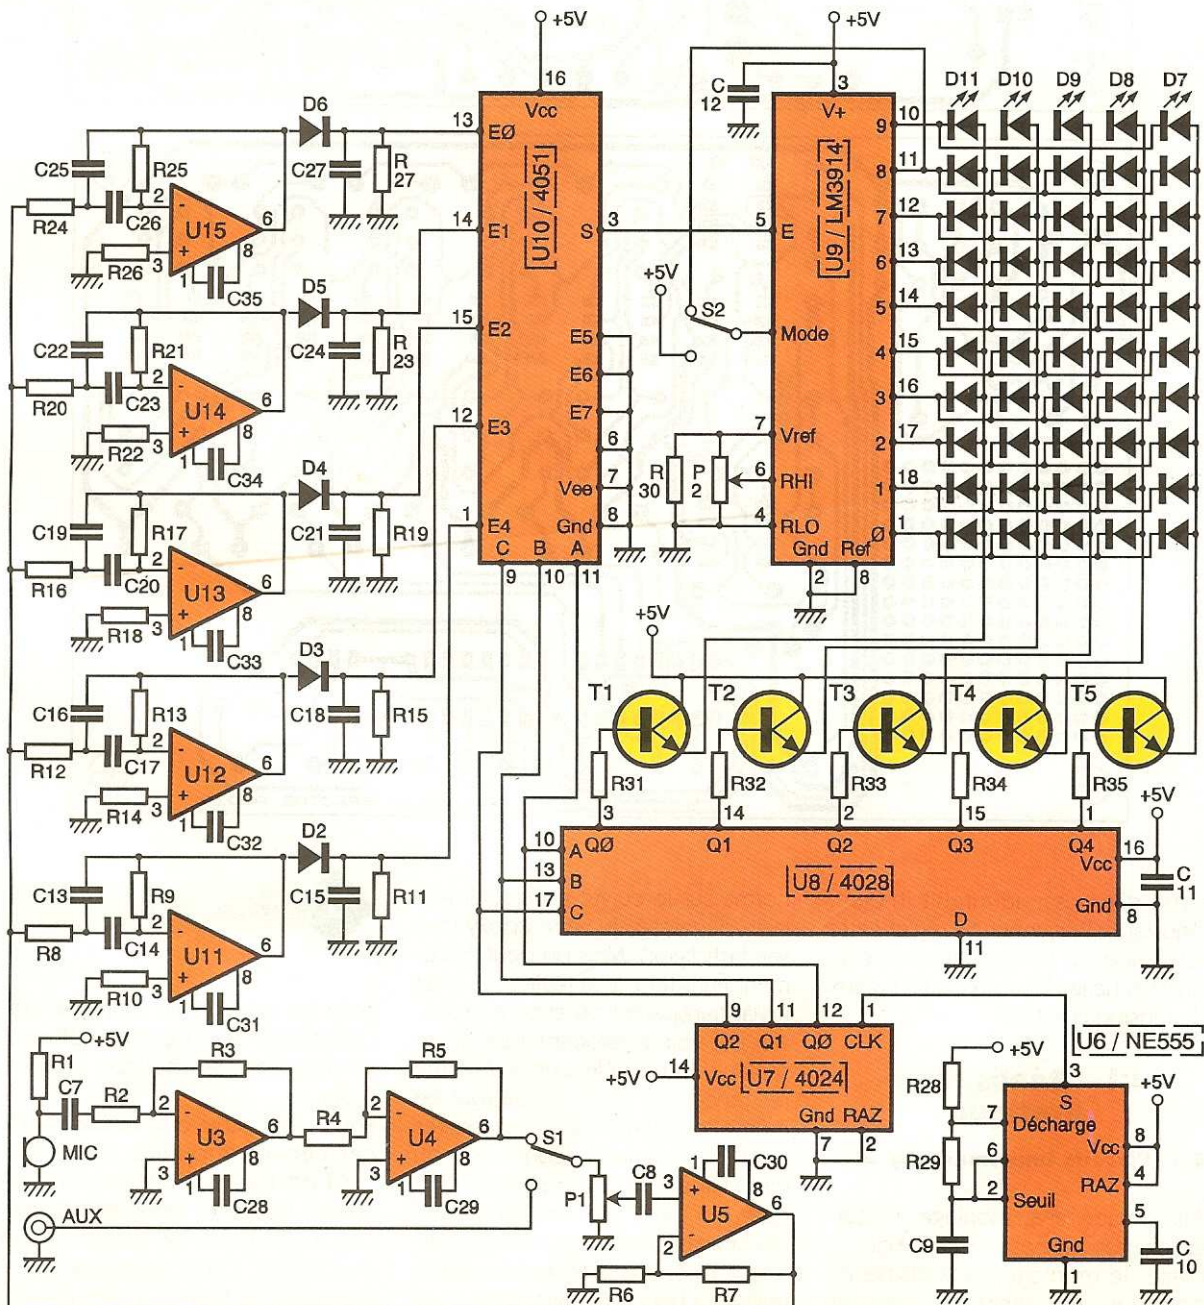 +5V
+5V
16
Vcc
C
12
3
V+
D11
D10
D9
D8
D7
D6
13
EØ
10
9
C25
R25
C27
R
27
11
8
2
-
U15
6
R24
C26
+
3
R26
1
8
C35
14
E1
U10 / 4051
S
3
5
E
U9 / LM3914
12
7
13
6
D5
15
E2
+5V
S2
14
5
C22
R21
C24
R
23
E5
Mode
15
4
2
-
U14
6
R20
C23
+
3
R22
1
8
C34
E6
16
3
12
E3
E7
6
7
Vref
17
2
D4
Vee
7
R
30
P
2
6
RHI
18
1
C19
R17
C21
R19
1
E4
Gnd
8
4
RLO
1
Ø
2
-
U13
6
R16
C20
+
3
R18
1
8
C33
C
B
A
9
10
11
Gnd
Ref
2
8
+5V
D3
T1
T2
T3
T4
T5
C16
R13
C18
R15
2
-
U12
6
R12
C17
+
3
R14
1
8
C32
R31
R32
R33
R34
R35
3
14
2
15
1
+5V
D2
10
A
QØ
Q1
Q2
Q3
Q4
16
Vcc
13
B
U8 / 4028
C
11
17
C
D
Gnd
8
11
C13
R9
C15
R11
2
-
U11
6
R8
C14
+
3
R10
1
8
C31
9
11
12
1
Q2
Q1
QØ
CLK
+5V
14
Vcc
U7 / 4024
Gnd
RAZ
7
2
U6 / NE555
+5V
3
+5V
R28
S
7
Décharge
Vcc
8
R29
6
RAZ
4
2
Seuil
5
C9
Gnd
C
10
1
+5V
R1
R3
R5
C7
R2
2
-
U3
6
+
3
1
8
C28
R4
2
-
U4
6
+
3
1
8
C29
S1
MIC
AUX
P1
C8
3
+
1
C30
8
U5
6
2
-
R6
R7